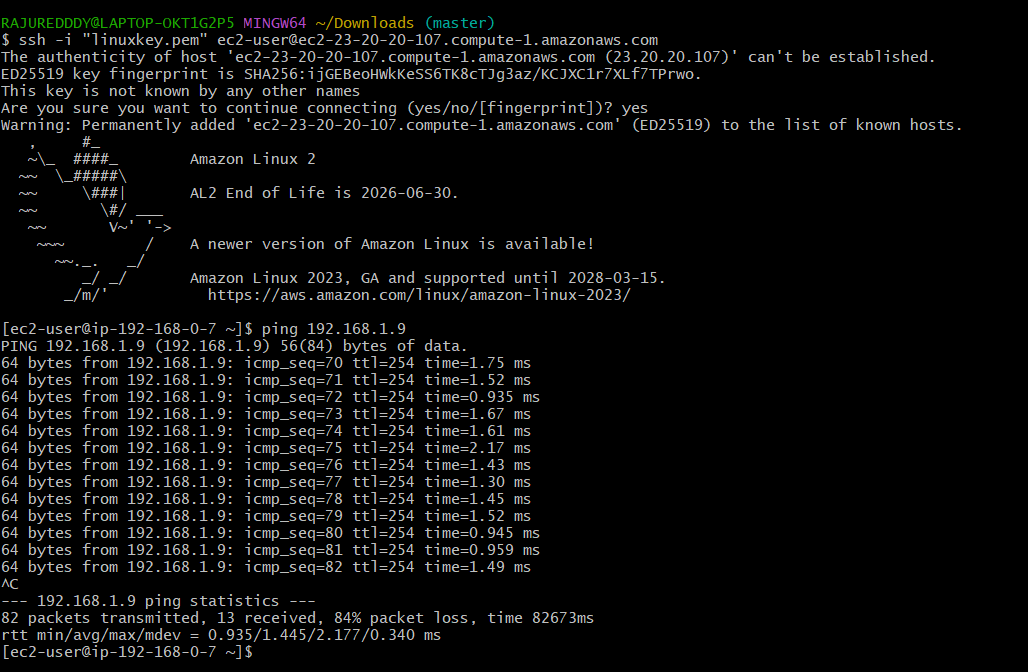 RAJUREDDDY@LAPTOP-OKT1G2P5 MINGW64 ~/Downloads (master)
$ ssh -i "linuxkey.pem" ec2-user@ec2-23-20-20-107.compute-1.amazonaws.com
The authenticity of host 'ec2-23-20-20-107.compute-1.amazonaws.com (23.20.20.107)' can't be established.
ED25519 key fingerprint is SHA256:ijGEBeoHWkKeSS6TK8cTJg3az/KCJXC1r7XLf7TPrwo.
This key is not known by any other names
Are you sure you want to continue connecting (yes/no/[fingerprint])? yes
Warning: Permanently added 'ec2-23-20-20-107.compute-1.amazonaws.com' (ED25519) to the list of known hosts.
   ,     #_
   ~\_  ####_        Amazon Linux 2
  ~~  \_#####\
  ~~     \###|       AL2 End of Life is 2026-06-30.
  ~~       \#/ ___
   ~~       V~' '->
    ~~~         /    A newer version of Amazon Linux is available!
      ~~._.   _/
         _/ _/       Amazon Linux 2023, GA and supported until 2028-03-15.
       _/m/'           https://aws.amazon.com/linux/amazon-linux-2023/
[ec2-user@ip-192-168-0-7 ~]$ ping 192.168.1.9
PING 192.168.1.9 (192.168.1.9) 56(84) bytes of data.
64 bytes from 192.168.1.9: icmp_seq=70 ttl=254 time=1.75 ms
64 bytes from 192.168.1.9: icmp_seq=71 ttl=254 time=1.52 ms
64 bytes from 192.168.1.9: icmp_seq=72 ttl=254 time=0.935 ms
64 bytes from 192.168.1.9: icmp_seq=73 ttl=254 time=1.67 ms
64 bytes from 192.168.1.9: icmp_seq=74 ttl=254 time=1.61 ms
64 bytes from 192.168.1.9: icmp_seq=75 ttl=254 time=2.17 ms
64 bytes from 192.168.1.9: icmp_seq=76 ttl=254 time=1.43 ms
64 bytes from 192.168.1.9: icmp_seq=77 ttl=254 time=1.30 ms
64 bytes from 192.168.1.9: icmp_seq=78 ttl=254 time=1.45 ms
64 bytes from 192.168.1.9: icmp_seq=79 ttl=254 time=1.52 ms
64 bytes from 192.168.1.9: icmp_seq=80 ttl=254 time=0.945 ms
64 bytes from 192.168.1.9: icmp_seq=81 ttl=254 time=0.959 ms
64 bytes from 192.168.1.9: icmp_seq=82 ttl=254 time=1.49 ms
^C
--- 192.168.1.9 ping statistics ---
82 packets transmitted, 13 received, 84% packet loss, time 82673ms
rtt min/avg/max/mdev = 0.935/1.445/2.177/0.340 ms
[ec2-user@ip-192-168-0-7 ~]$